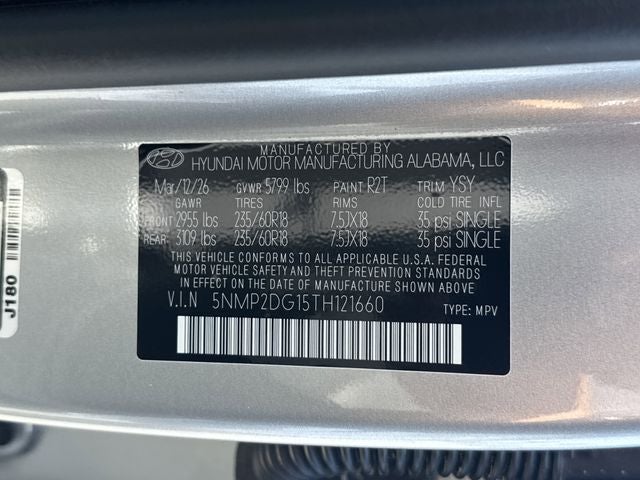 MANUFACTURED BY
HYUNDAI MOTOR MANUFACTURING ALABAMA, LLC
Mar/12/26 GVWR 5799 lbs PAINT R2T TRIM YSY
GAWR TIRES RIMS COLD TIRE INFL
FRONT 2955 lbs 235/60R18 7.5JX18 35 psi SINGLE
REAR 3109 lbs 235/60R18 7.5JX18 35 psi SINGLE
THIS VEHICLE CONFORMS TO ALL APPLICABLE U.S.A. FEDERAL
MOTOR VEHICLE SAFETY AND THEFT PREVENTION STANDARDS
IN EFFECT ON THE DATE OF MANUFACTURE SHOWN ABOVE
V.I.N 5NMP2DG15TH121660 TYPE: MPV
J180